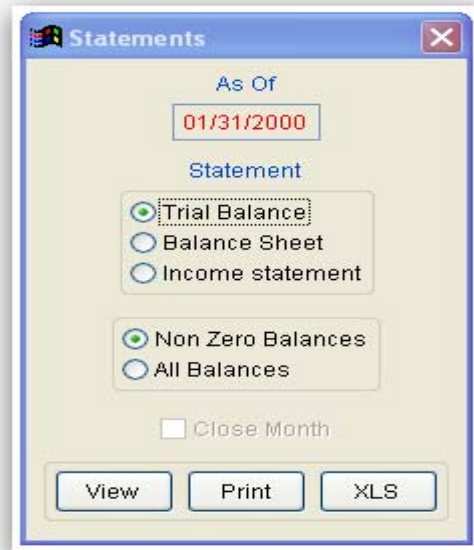 Statements
As Of
01/31/2000
Statement
Trial Balance
Balance Sheet
Income statement
Non Zero Balances
All Balances
Close Month
View Print XLS